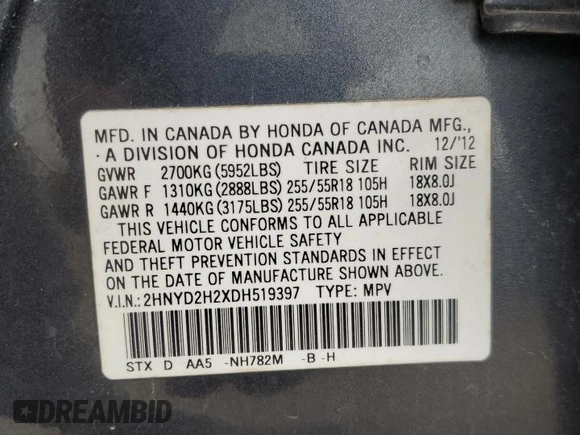 MFD. IN CANADA BY HONDA OF CANADA MFG.,
A DIVISION OF HONDA CANADA INC. 12/'12
GVWR 2700KG (5952LBS) TIRE SIZE RIM SIZE
GAWR F 1310KG (2888LBS) 255/55R18 105H 18X8.0J
GAWR R 1440KG (3175LBS) 255/55R18 105H 18X8.0J
THIS VEHICLE CONFORMS TO ALL APPLICABLE
FEDERAL MOTOR VEHICLE SAFETY
AND THEFT PREVENTION STANDARDS IN EFFECT
ON THE DATE OF MANUFACTURE SHOWN ABOVE.
V.I.N.: 2HNYD2H2XDH519397 TYPE: MPV
STX D AA5 -NH782M -B -H
DREAMBID